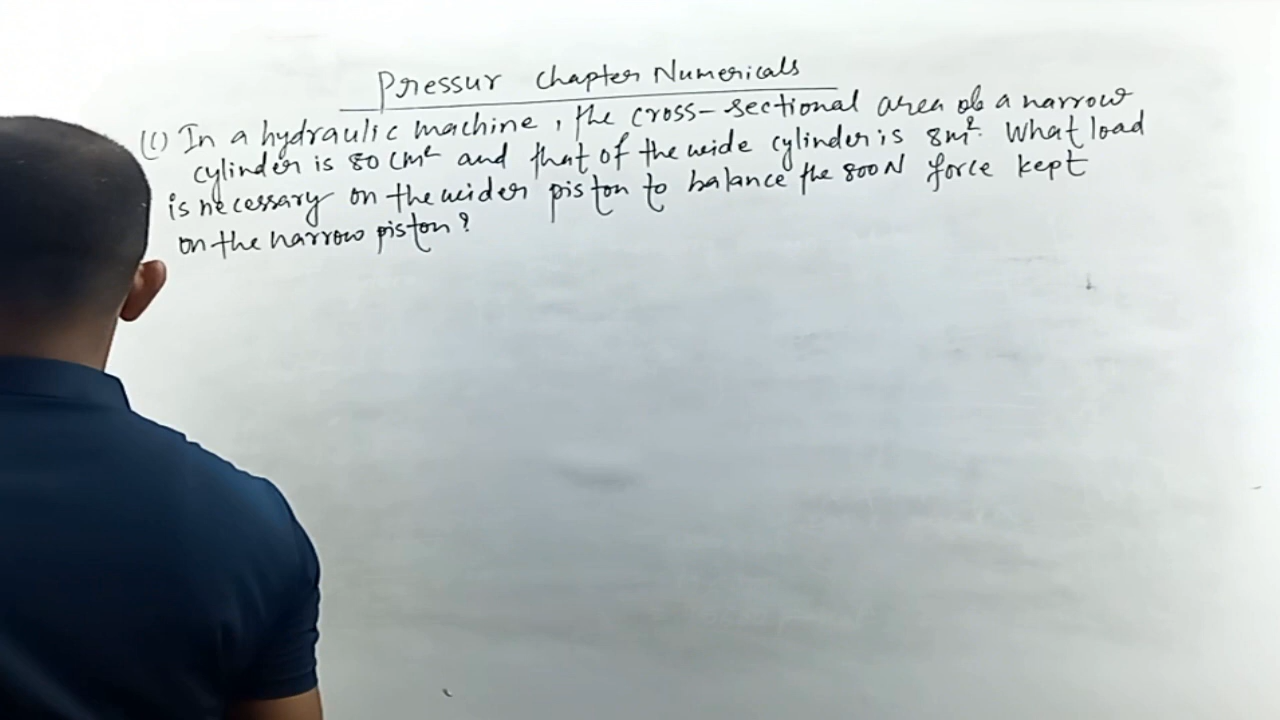 Pressur Chapter Numericals
(1) In a hydraulic machine, the cross-sectional area of a narrow
cylinder is 80 cm² and that of the wide cylinder is 8m². What load
is necessary on the wider piston to balance the 800N force kept
on the narrow piston?